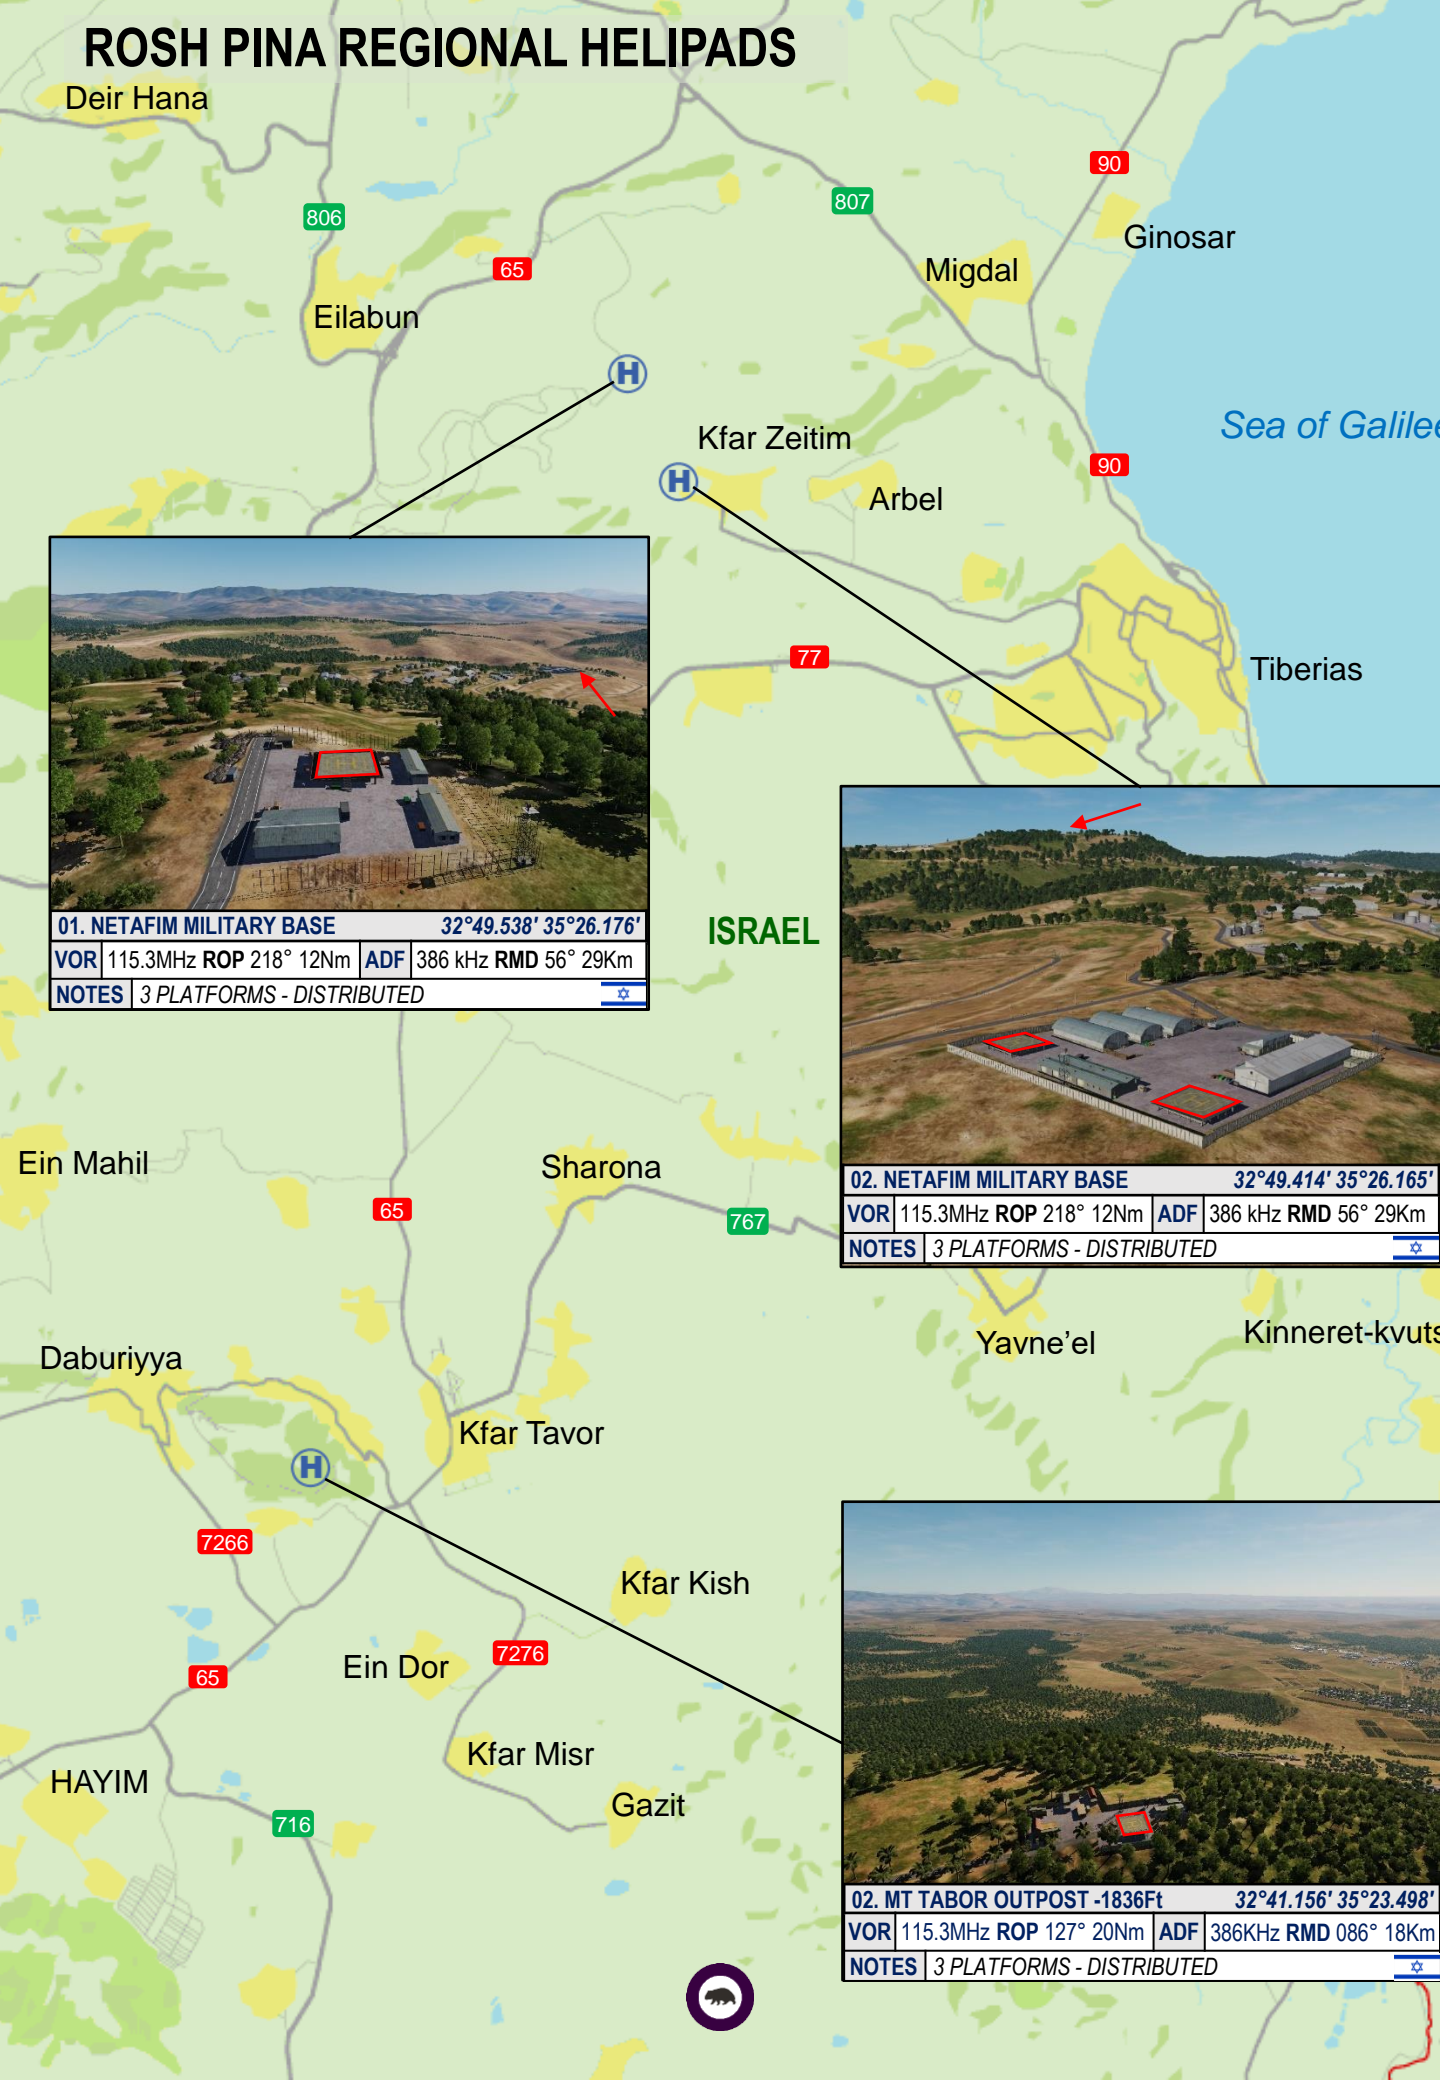 ROSH PINA REGIONAL HELIPADS
Deir Hana
90
806
807
Ginosar
65
Migdal
Eilabun
H
Sea of Galilee
Kfar Zeitim
90
H
Arbel
77
Tiberias
01. NETAFIM MILITARY BASE 32°49.538' 35°26.176'
VOR 115.3MHz ROP 218° 12Nm ADF 386 kHz RMD 56° 29Km
NOTES 3 PLATFORMS - DISTRIBUTED
ISRAEL
Ein Mahil
Sharona
65
767
02. NETAFIM MILITARY BASE 32°49.414' 35°26.165'
VOR 115.3MHz ROP 218° 12Nm ADF 386 kHz RMD 56° 29Km
NOTES 3 PLATFORMS - DISTRIBUTED
Yavne'el
Kinneret-kvuts
Daburiyya
Kfar Tavor
H
7266
Kfar Kish
7276
Ein Dor
65
Kfar Misr
HAYIM
Gazit
716
02. MT TABOR OUTPOST -1836Ft 32°41.156' 35°23.498'
VOR 115.3MHz ROP 127° 20Nm ADF 386KHz RMD 086° 18Km
NOTES 3 PLATFORMS - DISTRIBUTED